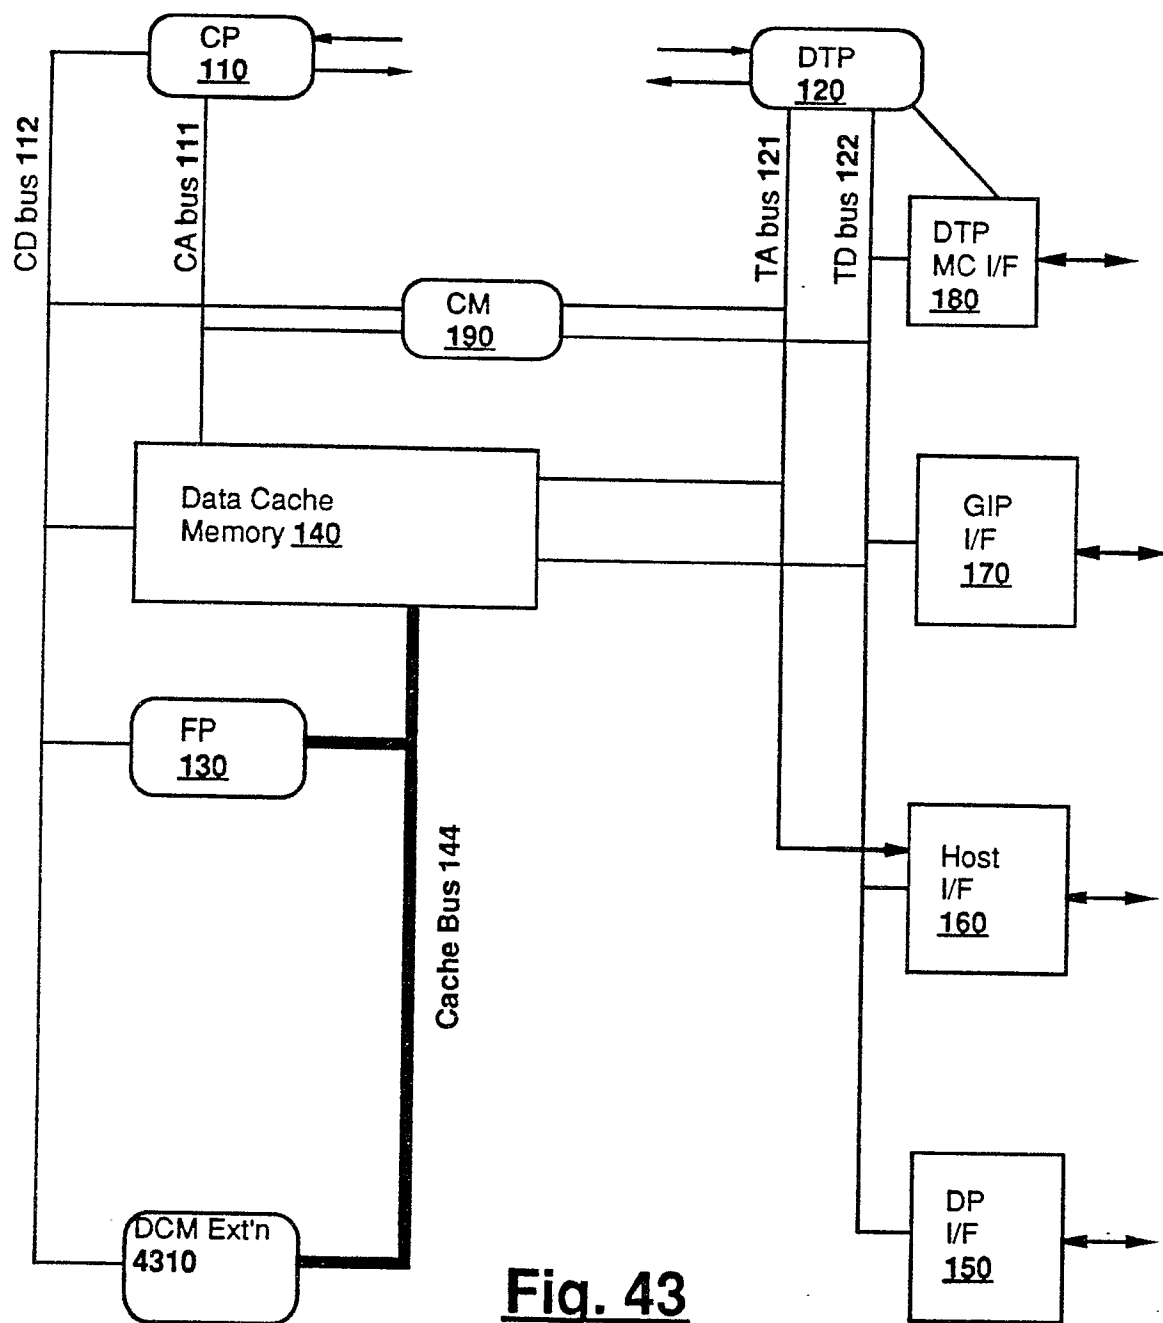 CP
110
DTP
120
CD bus 112
CA bus 111
TA bus 121
TD bus 122
DTP
MC I/F
180
CM
190
Data Cache
Memory 140
GIP
I/F
170
FP
130
Cache Bus 144
Host
I/F
160
DCM Ext'n
4310
DP
I/F
150
Fig. 43